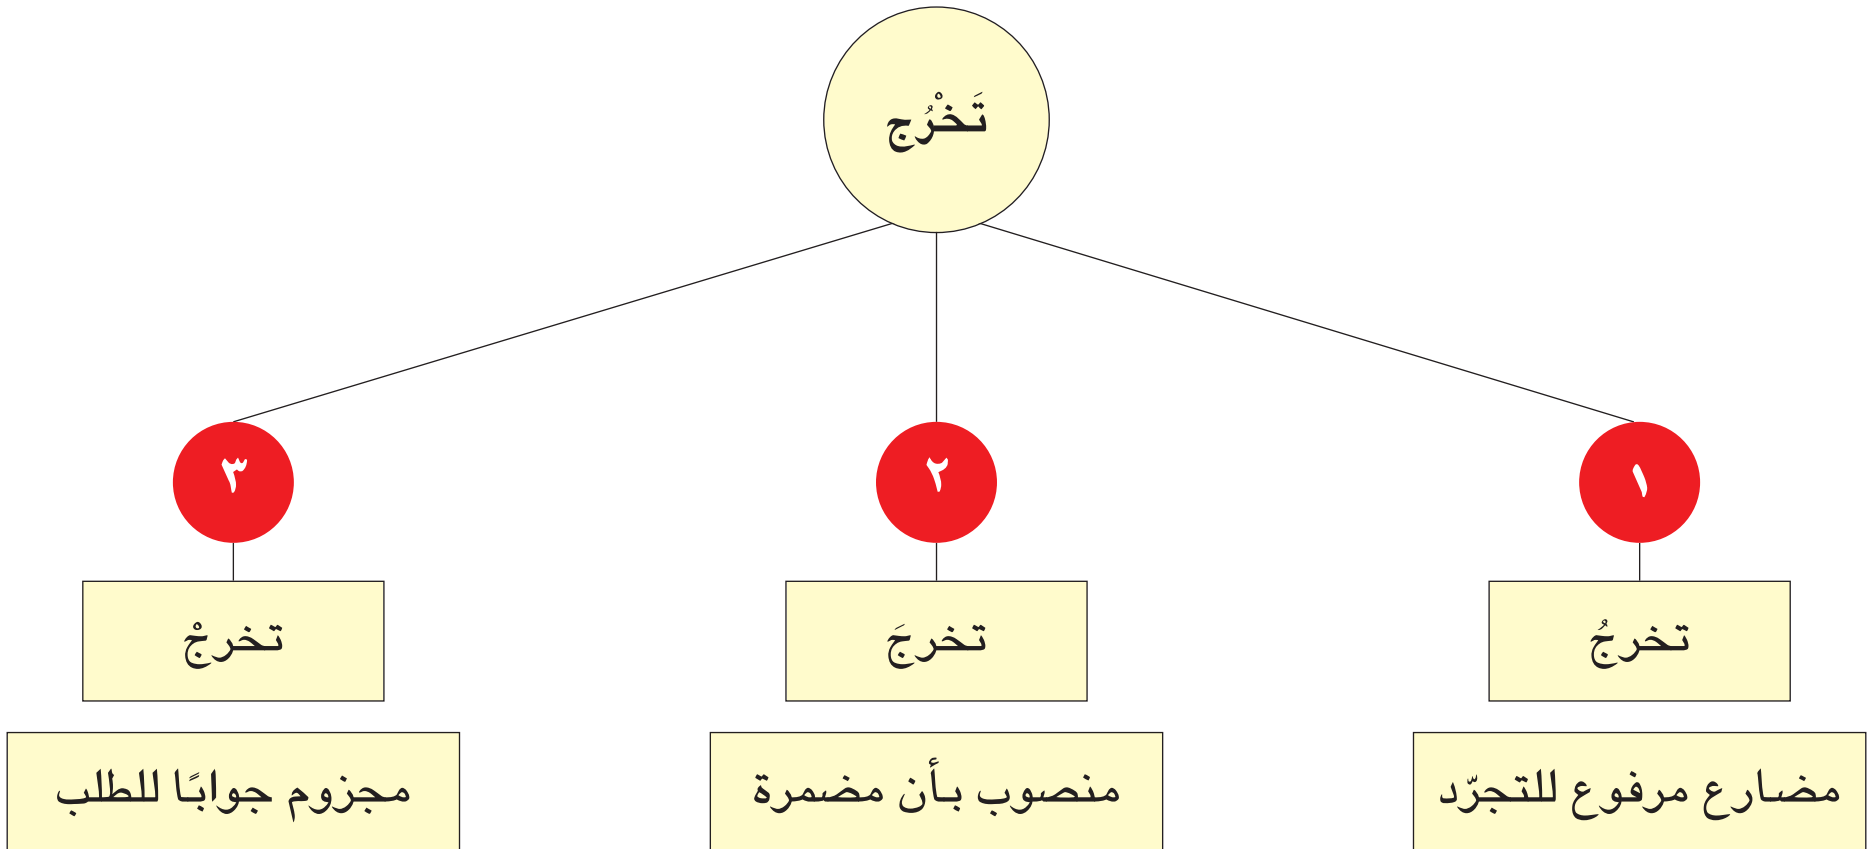 تَخْرُج
١
٢
٣
تخرجُ
تخرجَ
تخرجْ
مضارع مرفوع للتجرّد
منصوب بأن مضمرة
مجزوم جوابًا للطلب